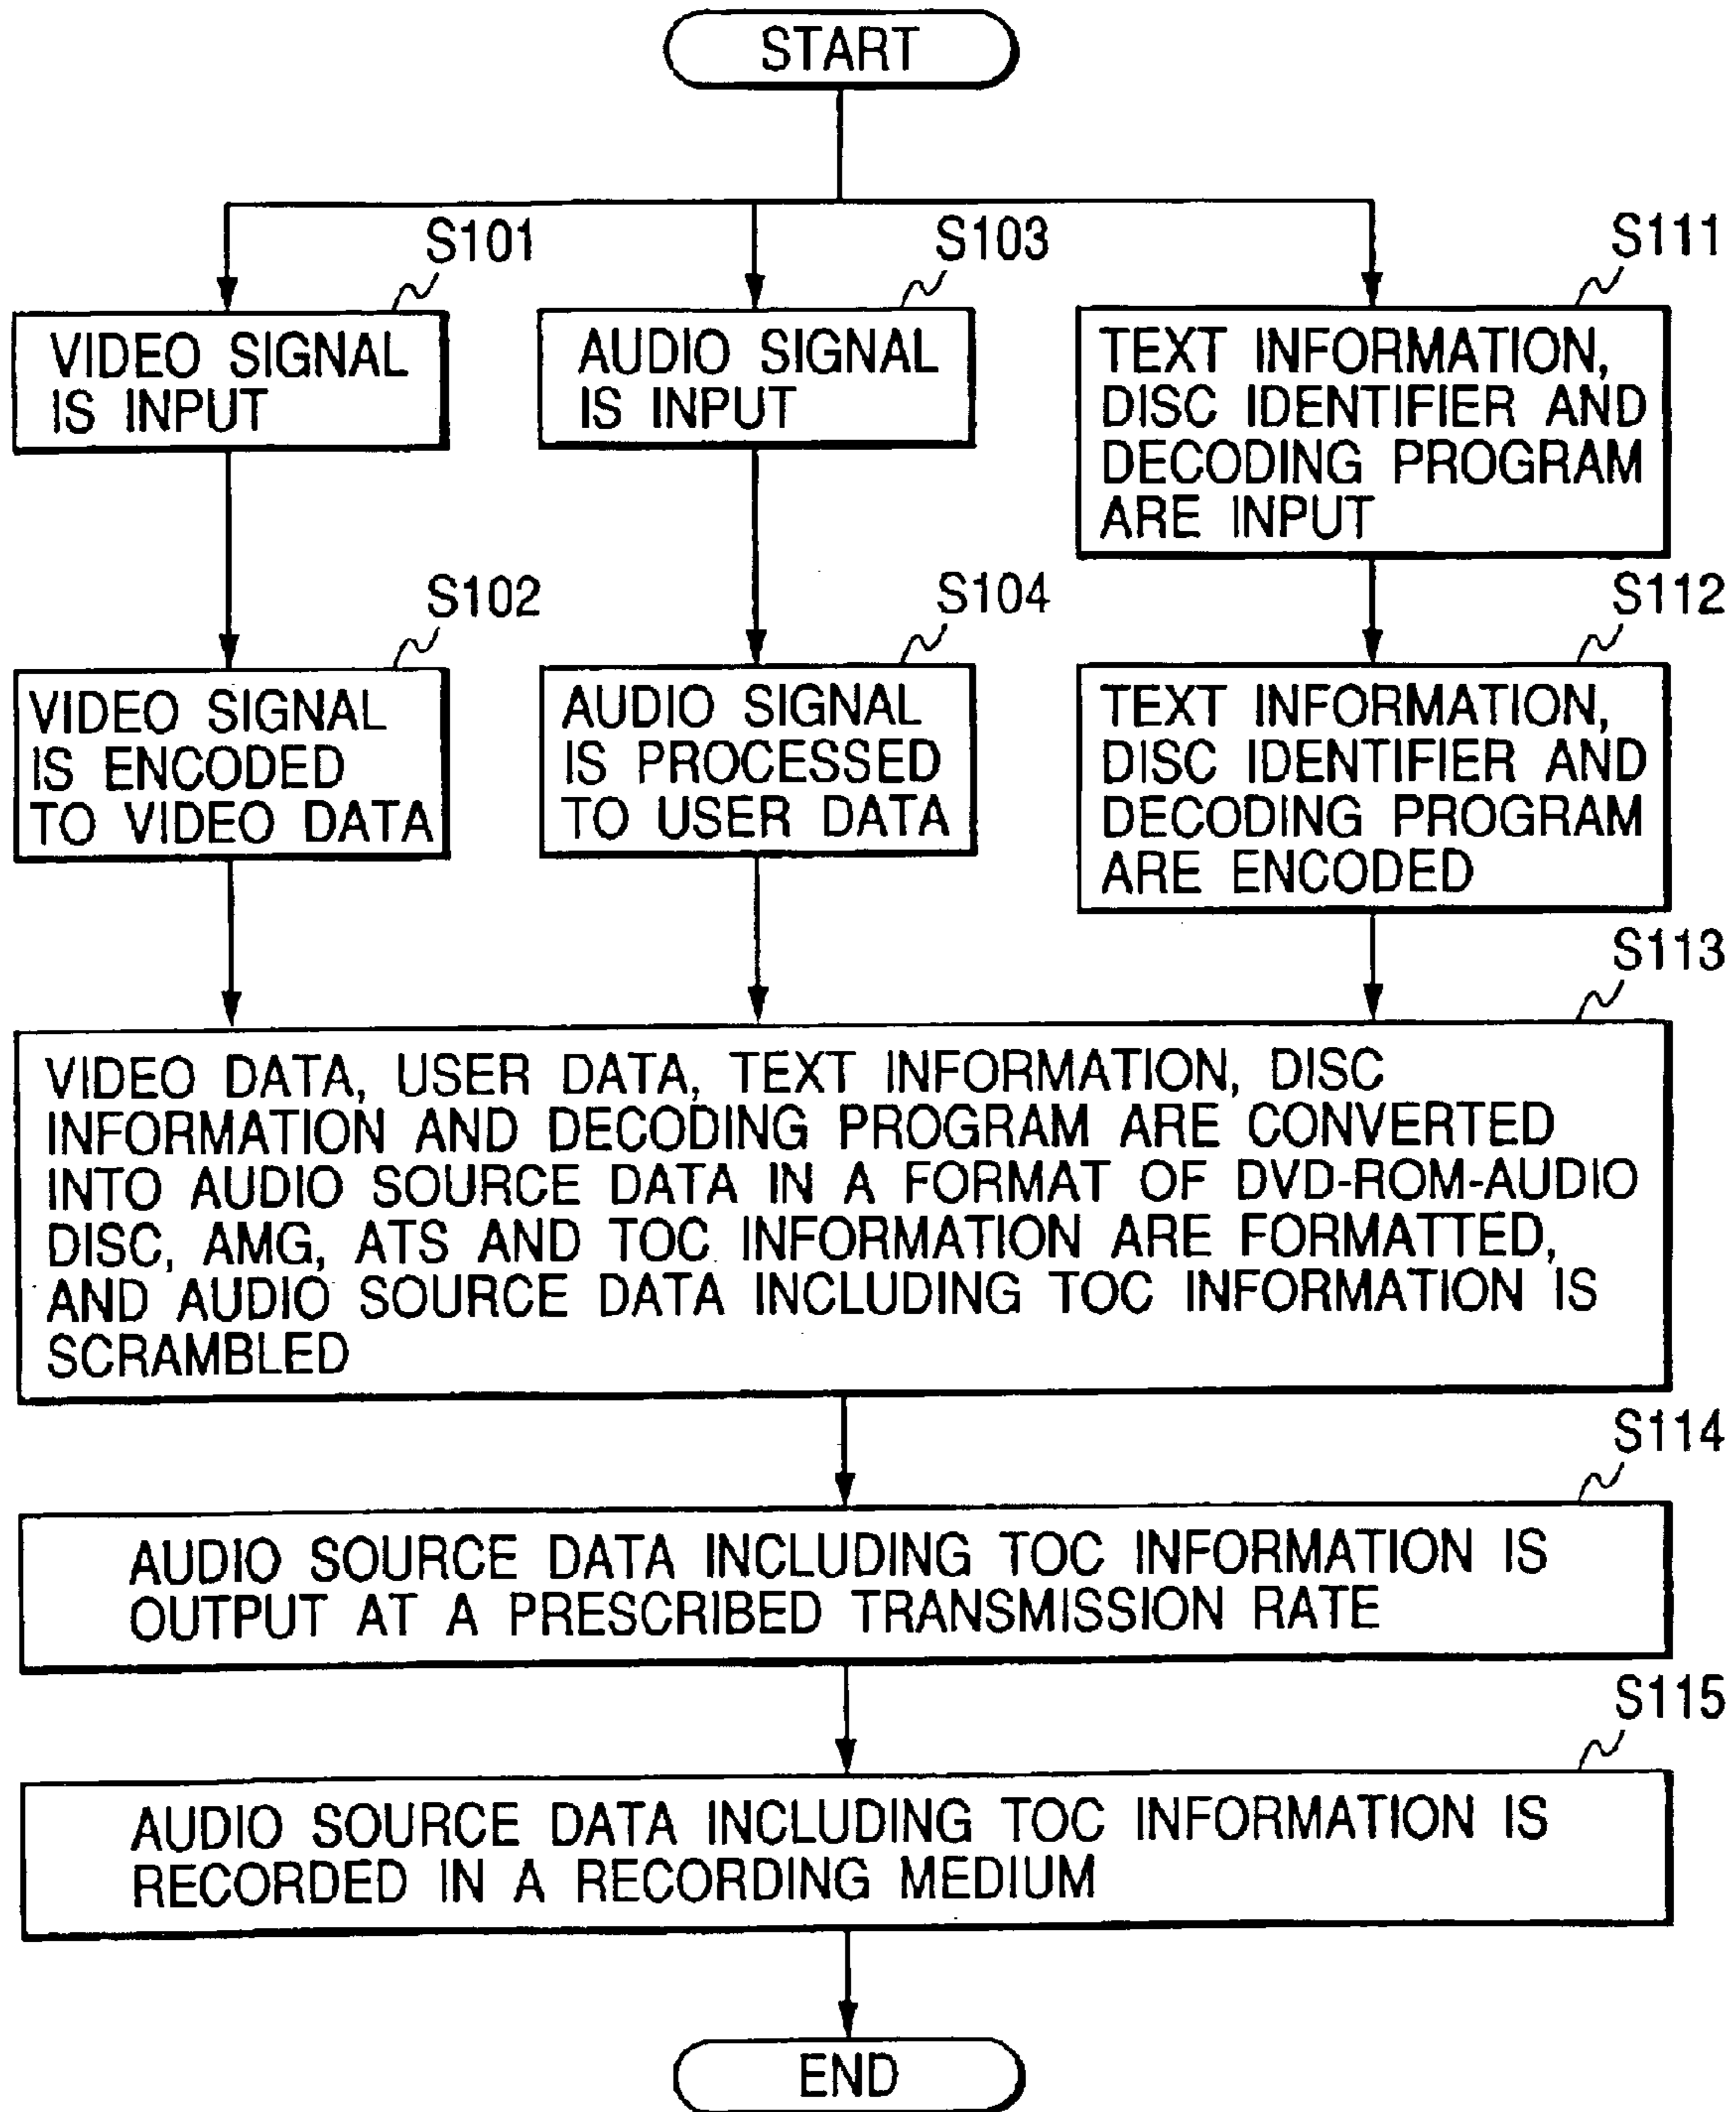 START
S101
VIDEO SIGNAL
IS INPUT
S103
AUDIO SIGNAL
IS INPUT
S111
TEXT INFORMATION,
DISC IDENTIFIER AND
DECODING PROGRAM
ARE INPUT
S102
VIDEO SIGNAL
IS ENCODED
TO VIDEO DATA
S104
AUDIO SIGNAL
IS PROCESSED
TO USER DATA
S112
TEXT INFORMATION,
DISC IDENTIFIER AND
DECODING PROGRAM
ARE ENCODED
S113
VIDEO DATA, USER DATA, TEXT INFORMATION, DISC
INFORMATION AND DECODING PROGRAM ARE CONVERTED
INTO AUDIO SOURCE DATA IN A FORMAT OF DVD-ROM-AUDIO
DISC, AMG, ATS AND TOC INFORMATION ARE FORMATTED,
AND AUDIO SOURCE DATA INCLUDING TOC INFORMATION IS
SCRAMBLED
S114
AUDIO SOURCE DATA INCLUDING TOC INFORMATION IS
OUTPUT AT A PRESCRIBED TRANSMISSION RATE
S115
AUDIO SOURCE DATA INCLUDING TOC INFORMATION IS
RECORDED IN A RECORDING MEDIUM
END